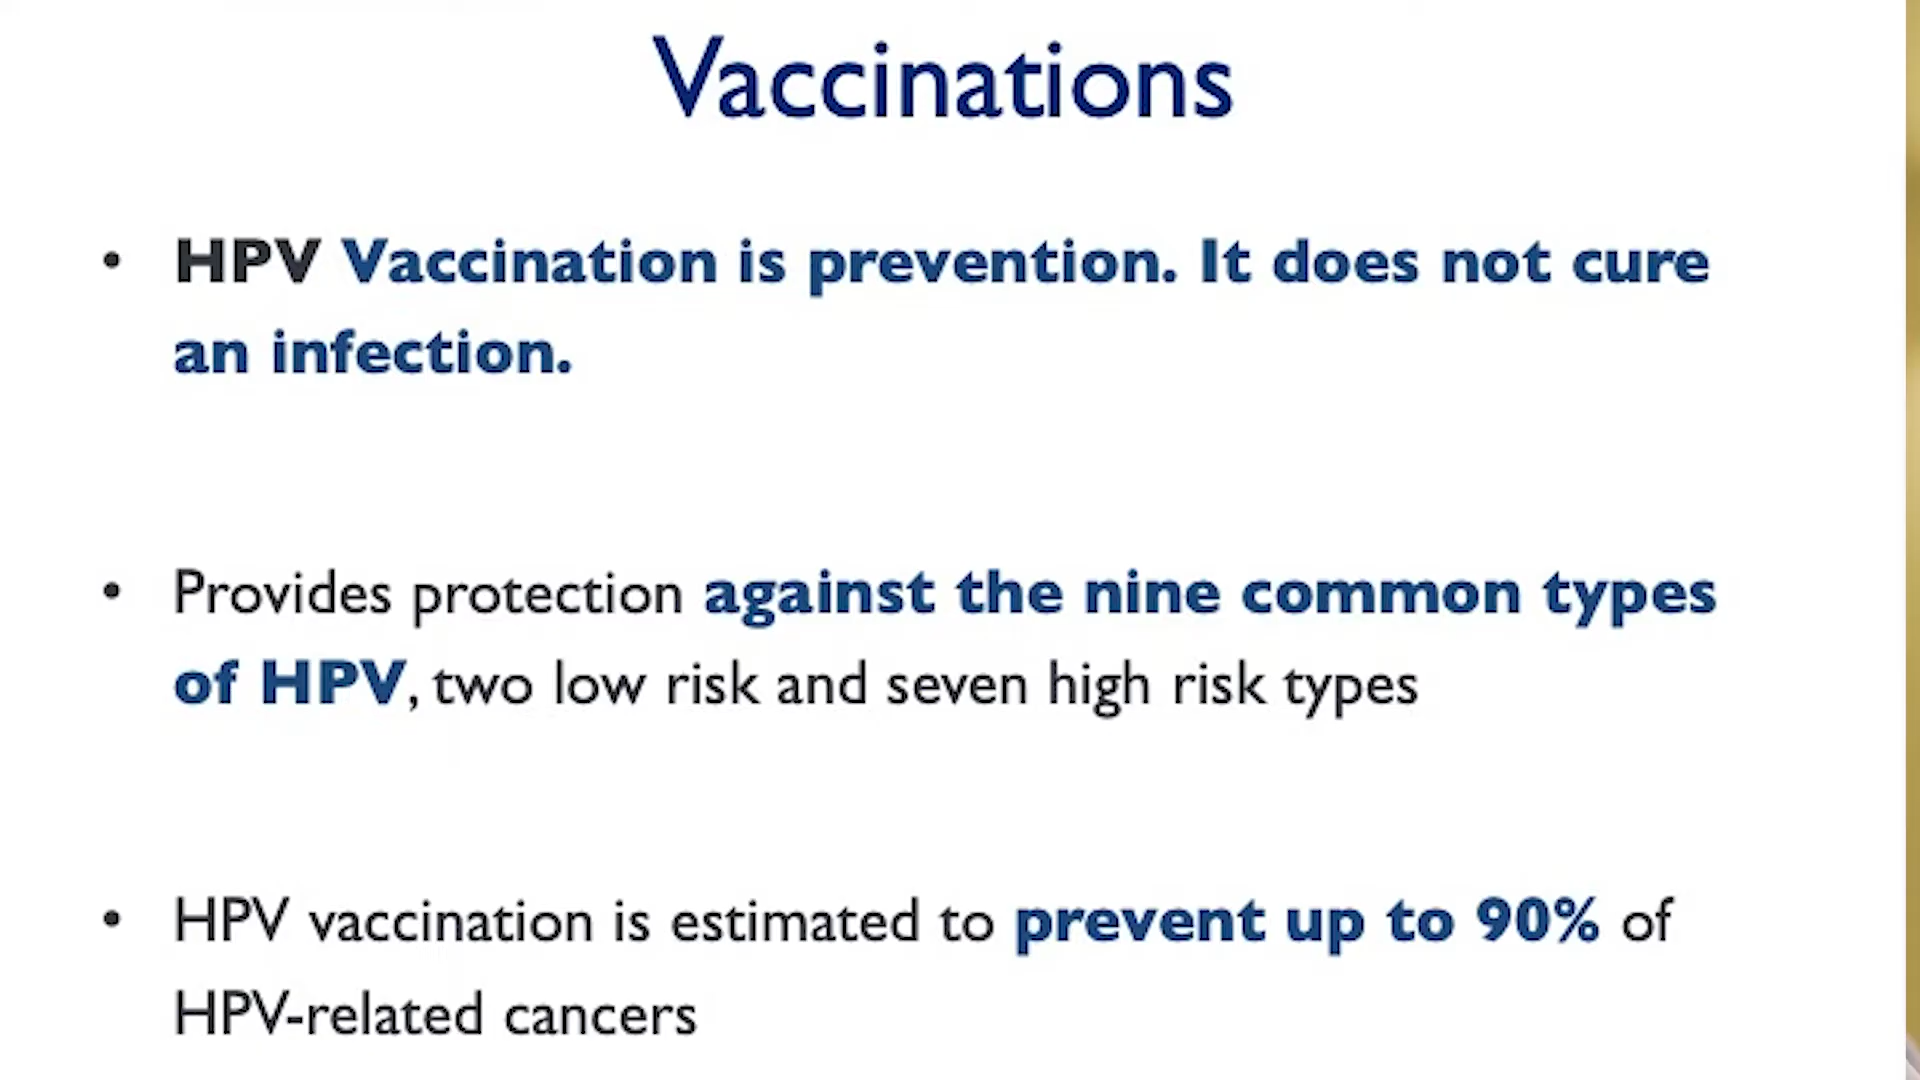 Vaccinations
• HPV Vaccination is prevention. It does not cure
an infection.
• Provides protection against the nine common types
of HPV, two low risk and seven high risk types
• HPV vaccination is estimated to prevent up to 90% of
HPV-related cancers